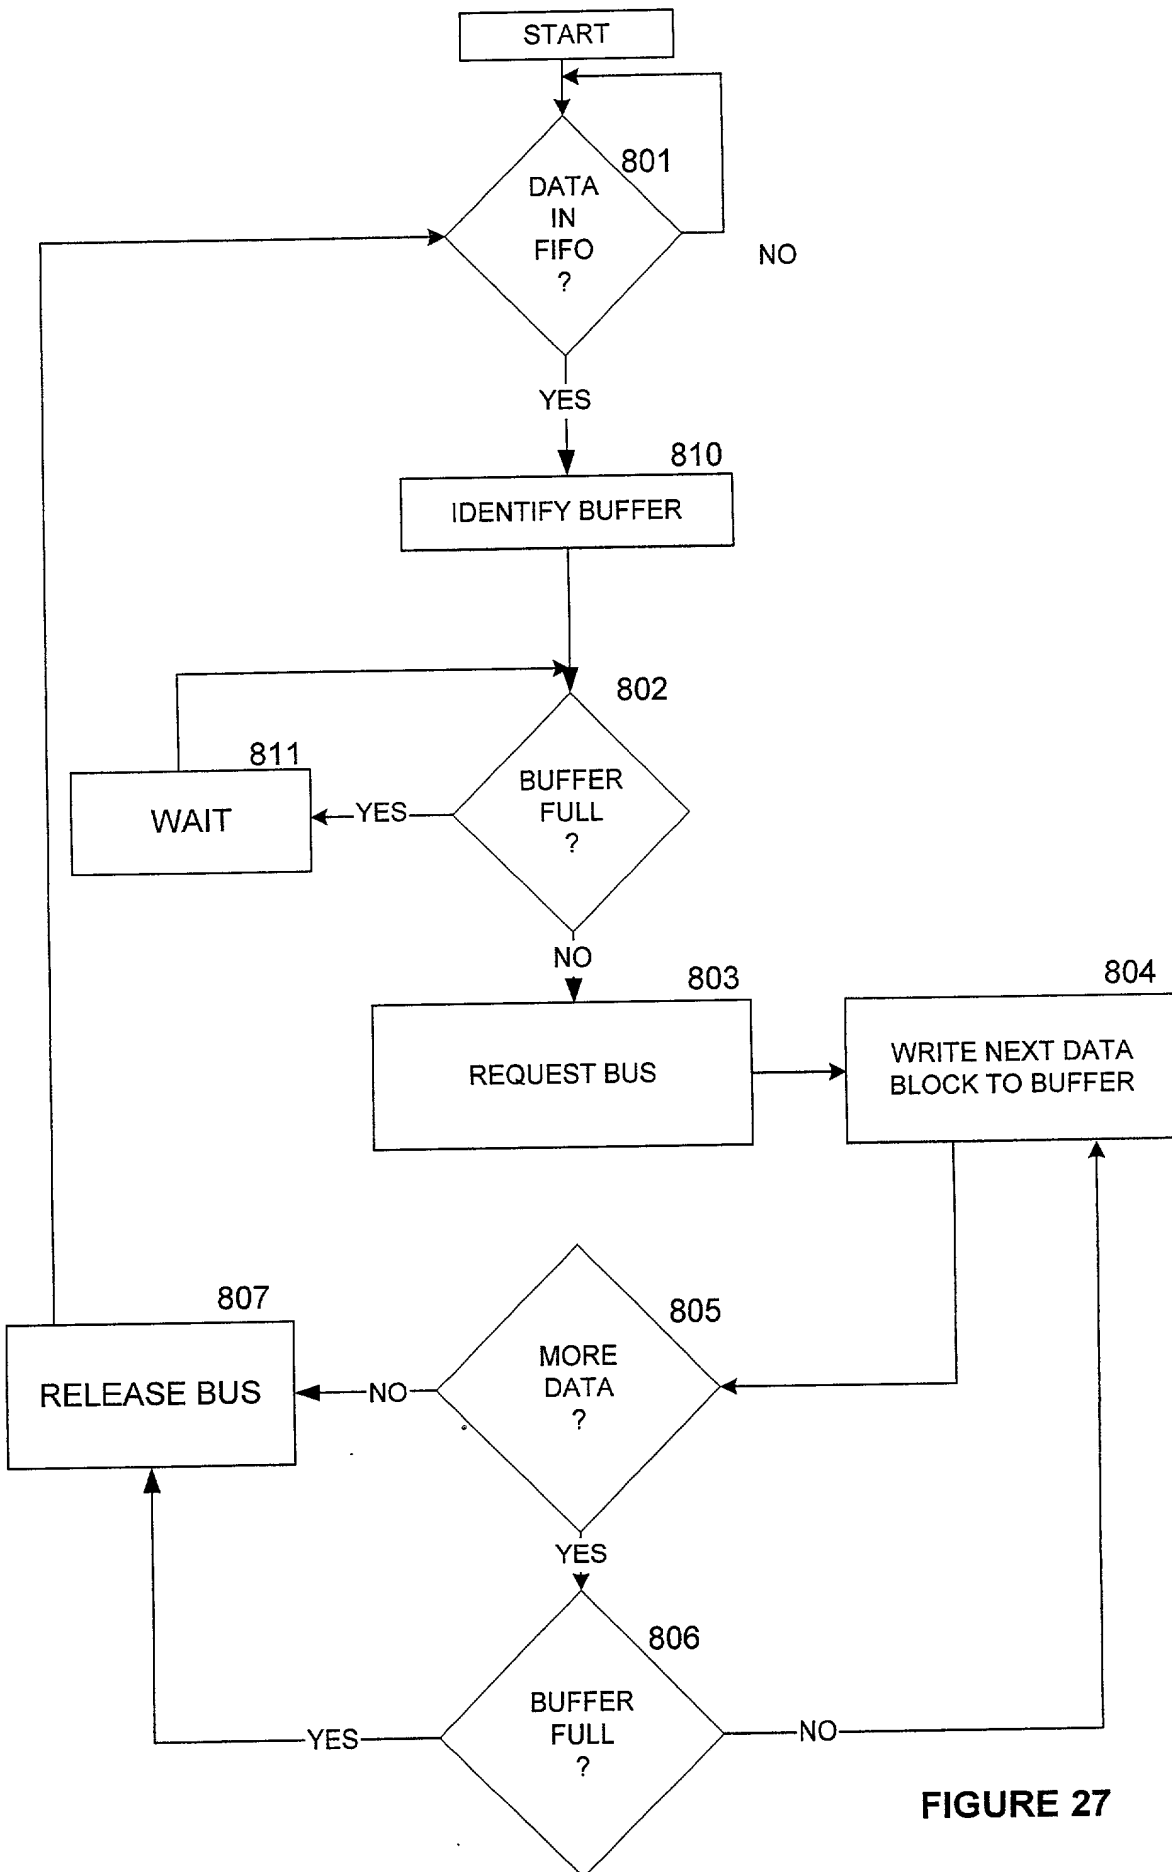 START
801
DATA
IN
FIFO
?
NO
YES
810
IDENTIFY BUFFER
802
BUFFER
FULL
?
811
WAIT
YES
NO
803
REQUEST BUS
804
WRITE NEXT DATA
BLOCK TO BUFFER
807
RELEASE BUS
NO
805
MORE
DATA
?
YES
806
BUFFER
FULL
?
YES
NO
FIGURE 27